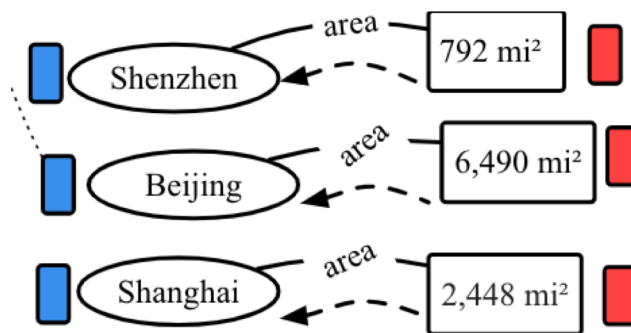 Shenzhen area 792 mi²
Beijing area 6,490 mi²
Shanghai area 2,448 mi²